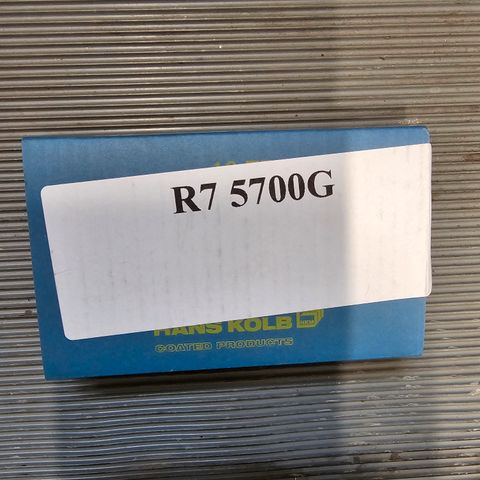 R7 5700G
HANS KOLB
COATED PRODUCTS